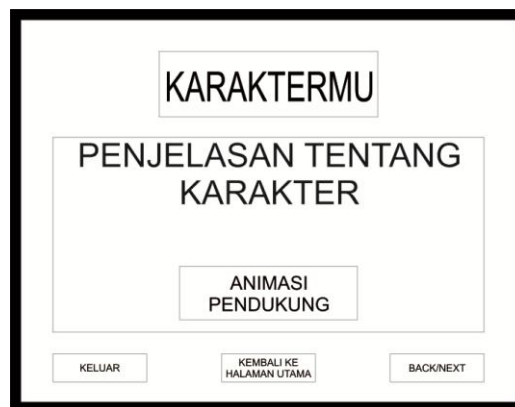 KARAKTERMU
PENJELASAN TENTANG
KARAKTER
ANIMASI
PENDUKUNG
KELUAR
KEMBALI KE
HALAMAN UTAMA
BACK/NEXT